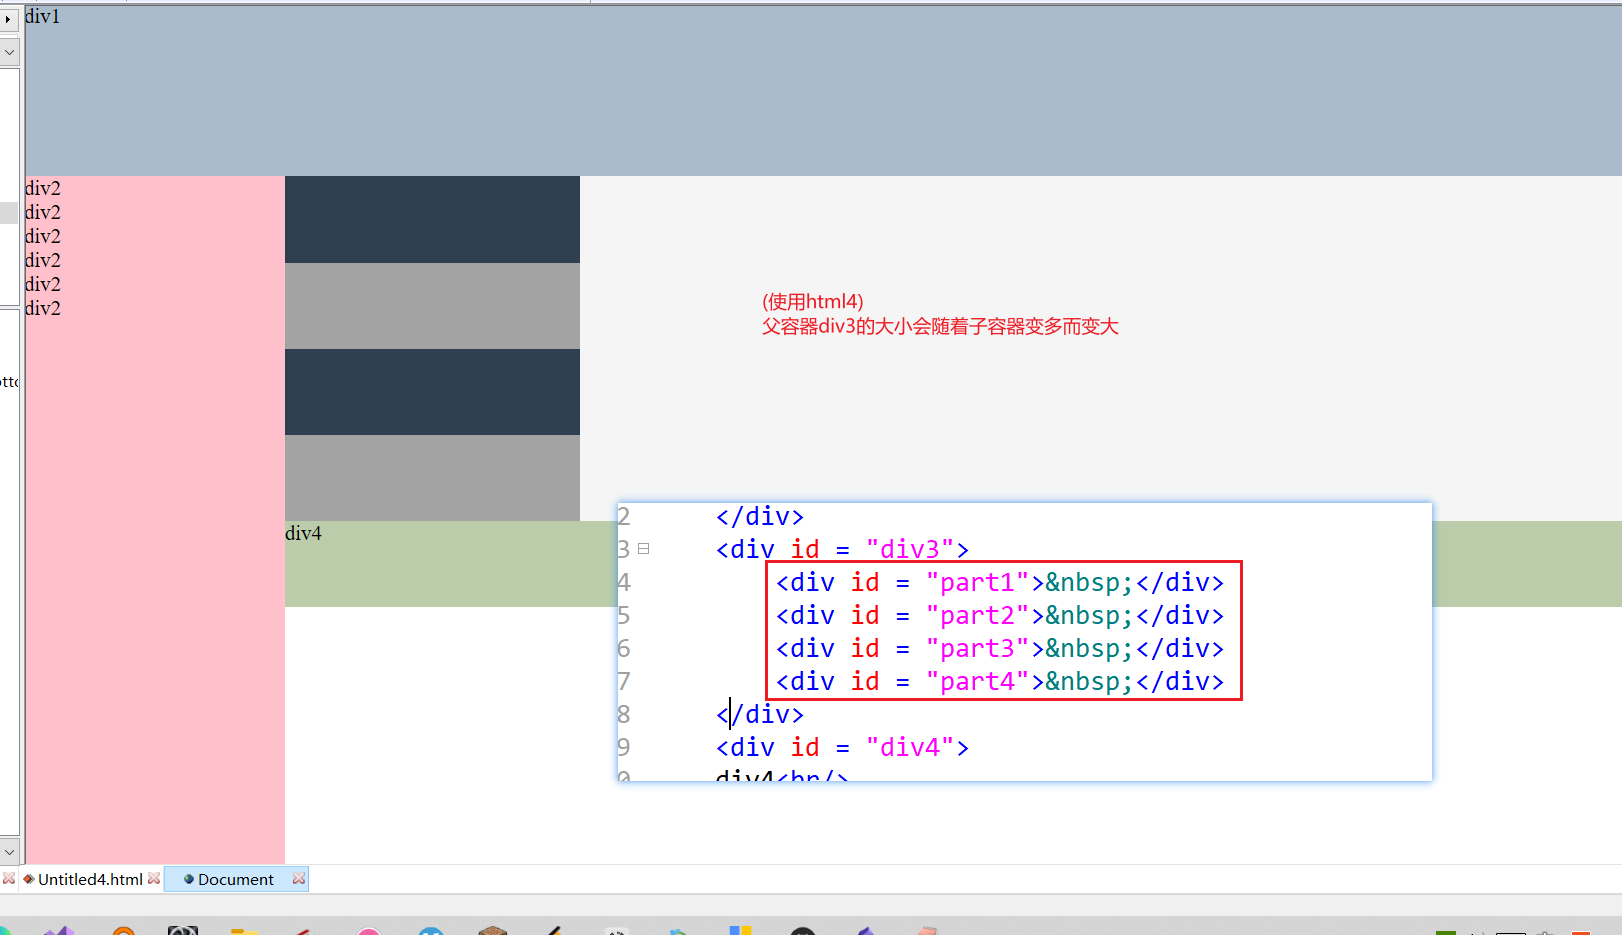 div1
div2
div2
div2
div2
div2
div2
(使用html4)
父容器div3的大小会随着子容器变多而变大
div4
2 </div>
3 <div id = "div3">
4 <div id = "part1">&nbsp;</div>
5 <div id = "part2">&nbsp;</div>
6 <div id = "part3">&nbsp;</div>
7 <div id = "part4">&nbsp;</div>
8 </div>
9 <div id = "div4">
0 div4<br/>
Untitled4.html
Document